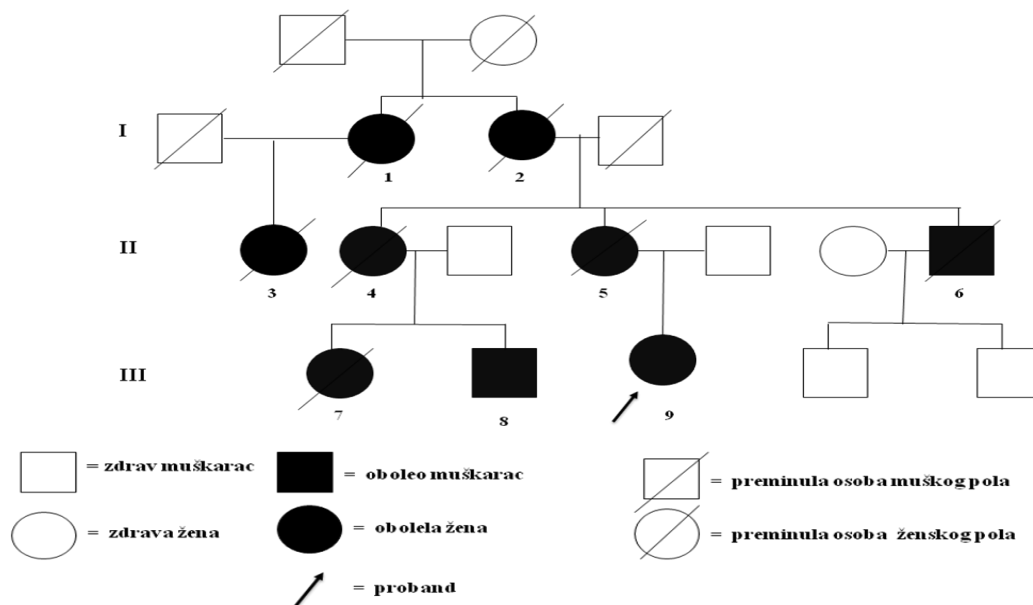 I
1
2
II
3
4
5
6
III
7
8
9
= zdrav muškarac
= oboleo muškarac
= preminula osoba muškog pola
= zdrava žena
= obolela žena
= preminula osoba ženskog pola
= proband